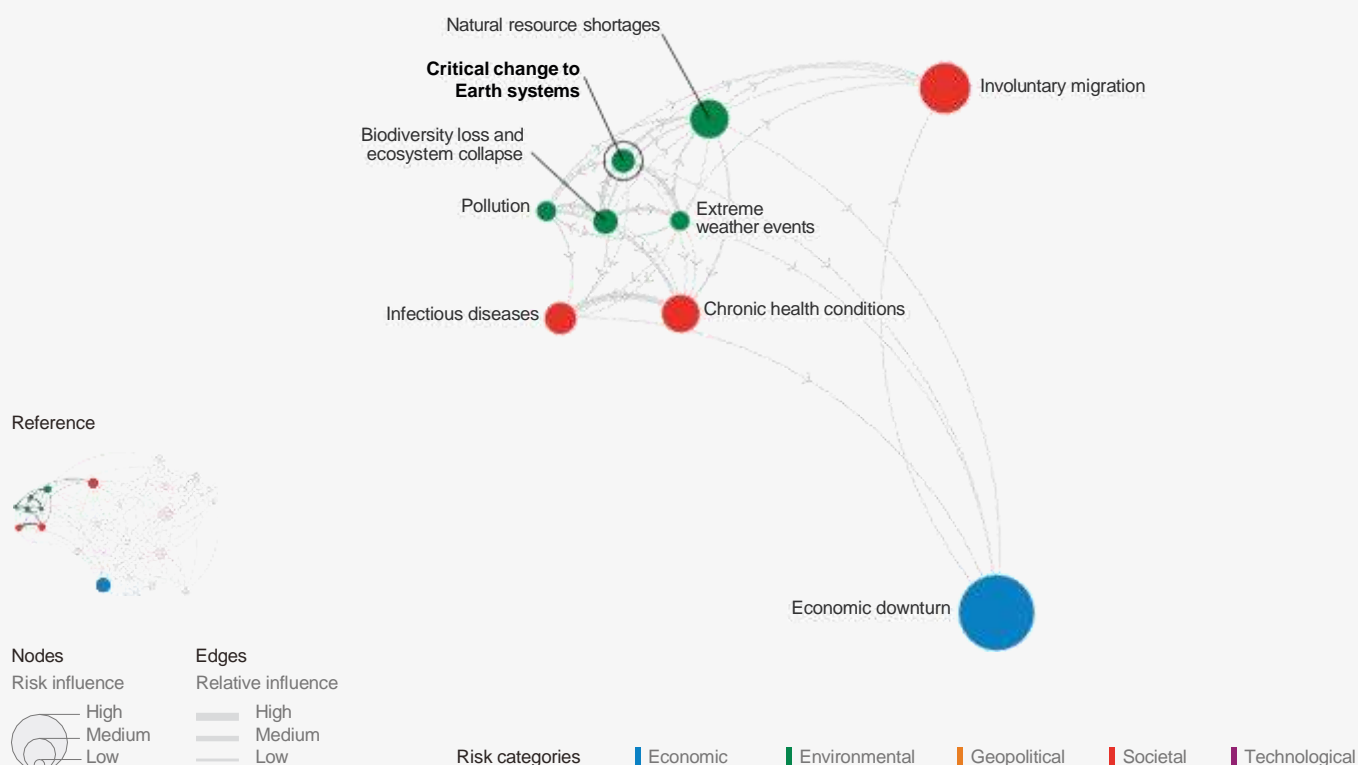 Natural resource shortages
Critical change to
Earth systems
Involuntary migration
Biodiversity loss and
ecosystem collapse
Pollution
Extreme
weather events
Infectious diseases
Chronic health conditions
Reference
Economic downturn
Nodes
Risk influence
High
Medium
Low
Edges
Relative influence
High
Medium
Low
Risk categories
Economic
Environmental
Geopolitical
Societal
Technological